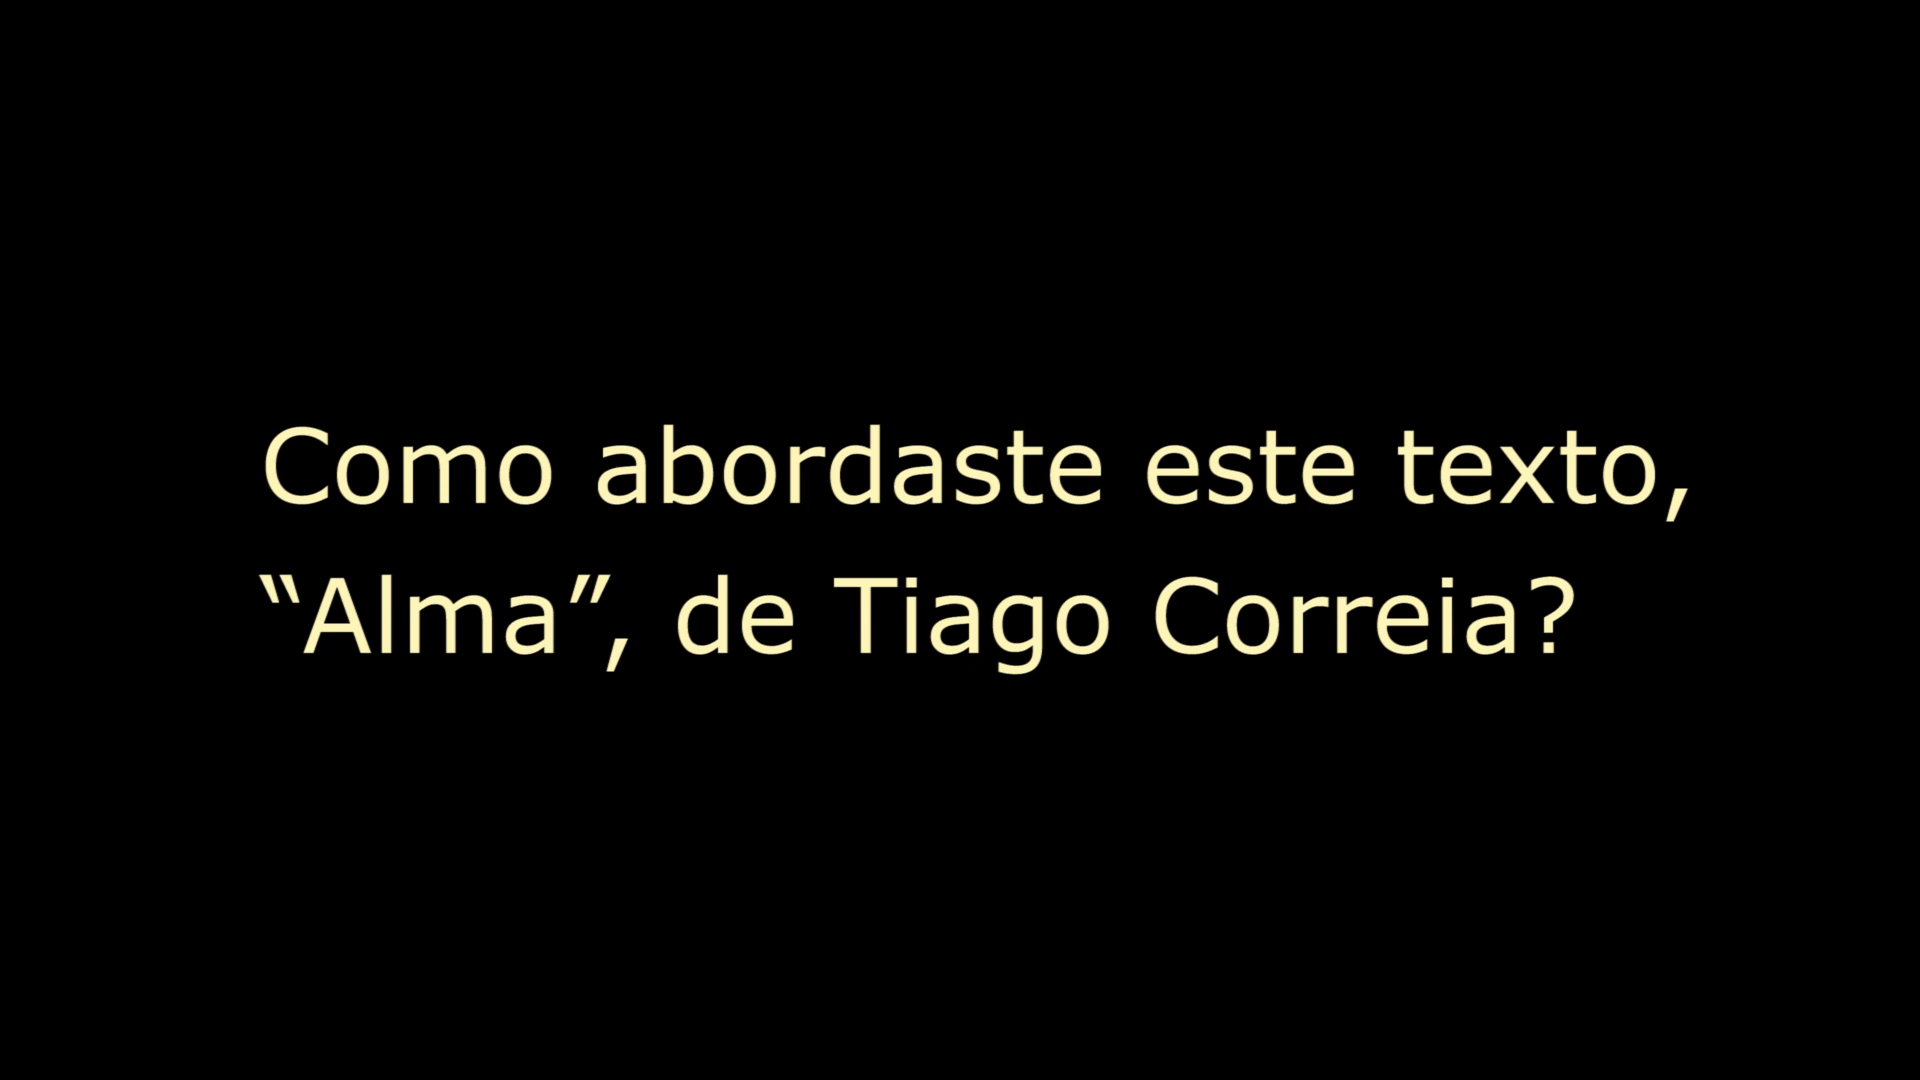 Como abordaste este texto,
“Alma”, de Tiago Correia?